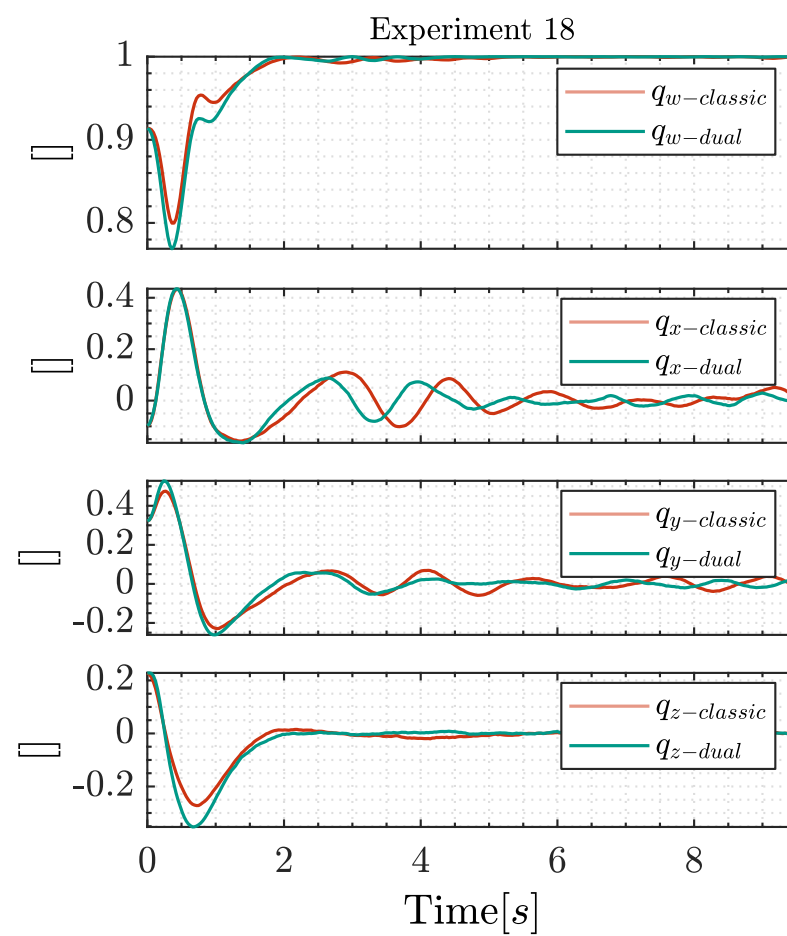 Experiment 18
1
0.9
0.8
[]
q_{w-classic}
q_{w-dual}
0.4
0.2
0
[]
q_{x-classic}
q_{x-dual}
0.4
0.2
0
-0.2
[]
q_{y-classic}
q_{y-dual}
0.2
0
-0.2
[]
q_{z-classic}
q_{z-dual}
0 2 4 6 8
Time[s]